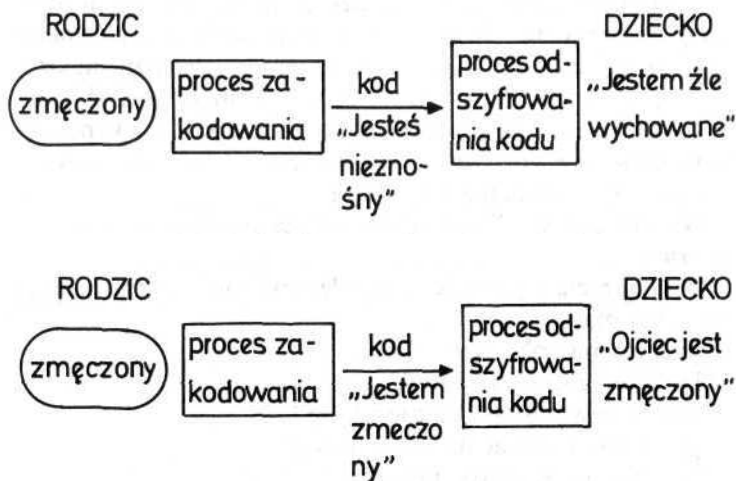 RODZIC
DZIECKO
zmęczony
proces za-
kodowania
kod
„Jesteś
niezno-
śny”
proces od-
szyfrowa-
nia kodu
„Jestem źle
wychowane”
RODZIC
DZIECKO
zmęczony
proces za-
kodowania
kod
„Jestem
zmeczo
ny”
proces od-
szyfrowa-
nia kodu
„Ojciec jest
zmęczony”